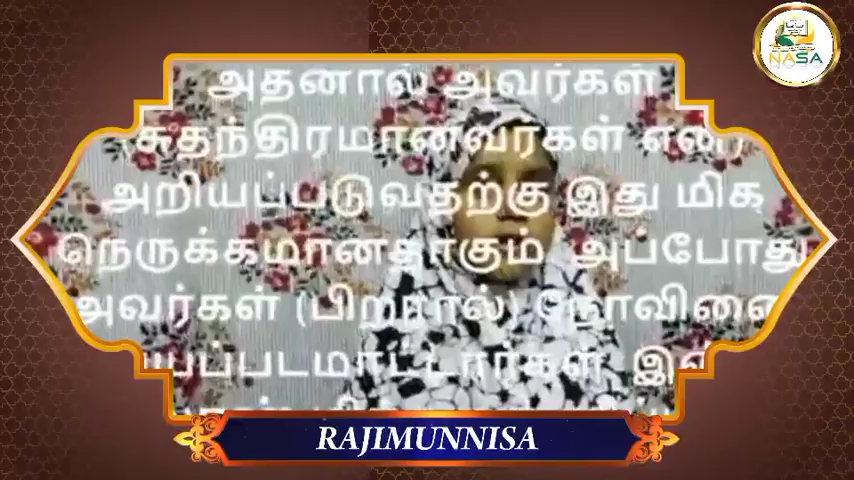 NASA
அதனால் அவர்கள்
சுதந்திரமானவர்கள் என
அறியப்படுவதற்கு இது மிக
நெருக்கமானதாகும் அப்போது
அவர்கள் (பிறரால்) நோவினை
யப்படமாட்டார்கள்
RAJIMUNNISA